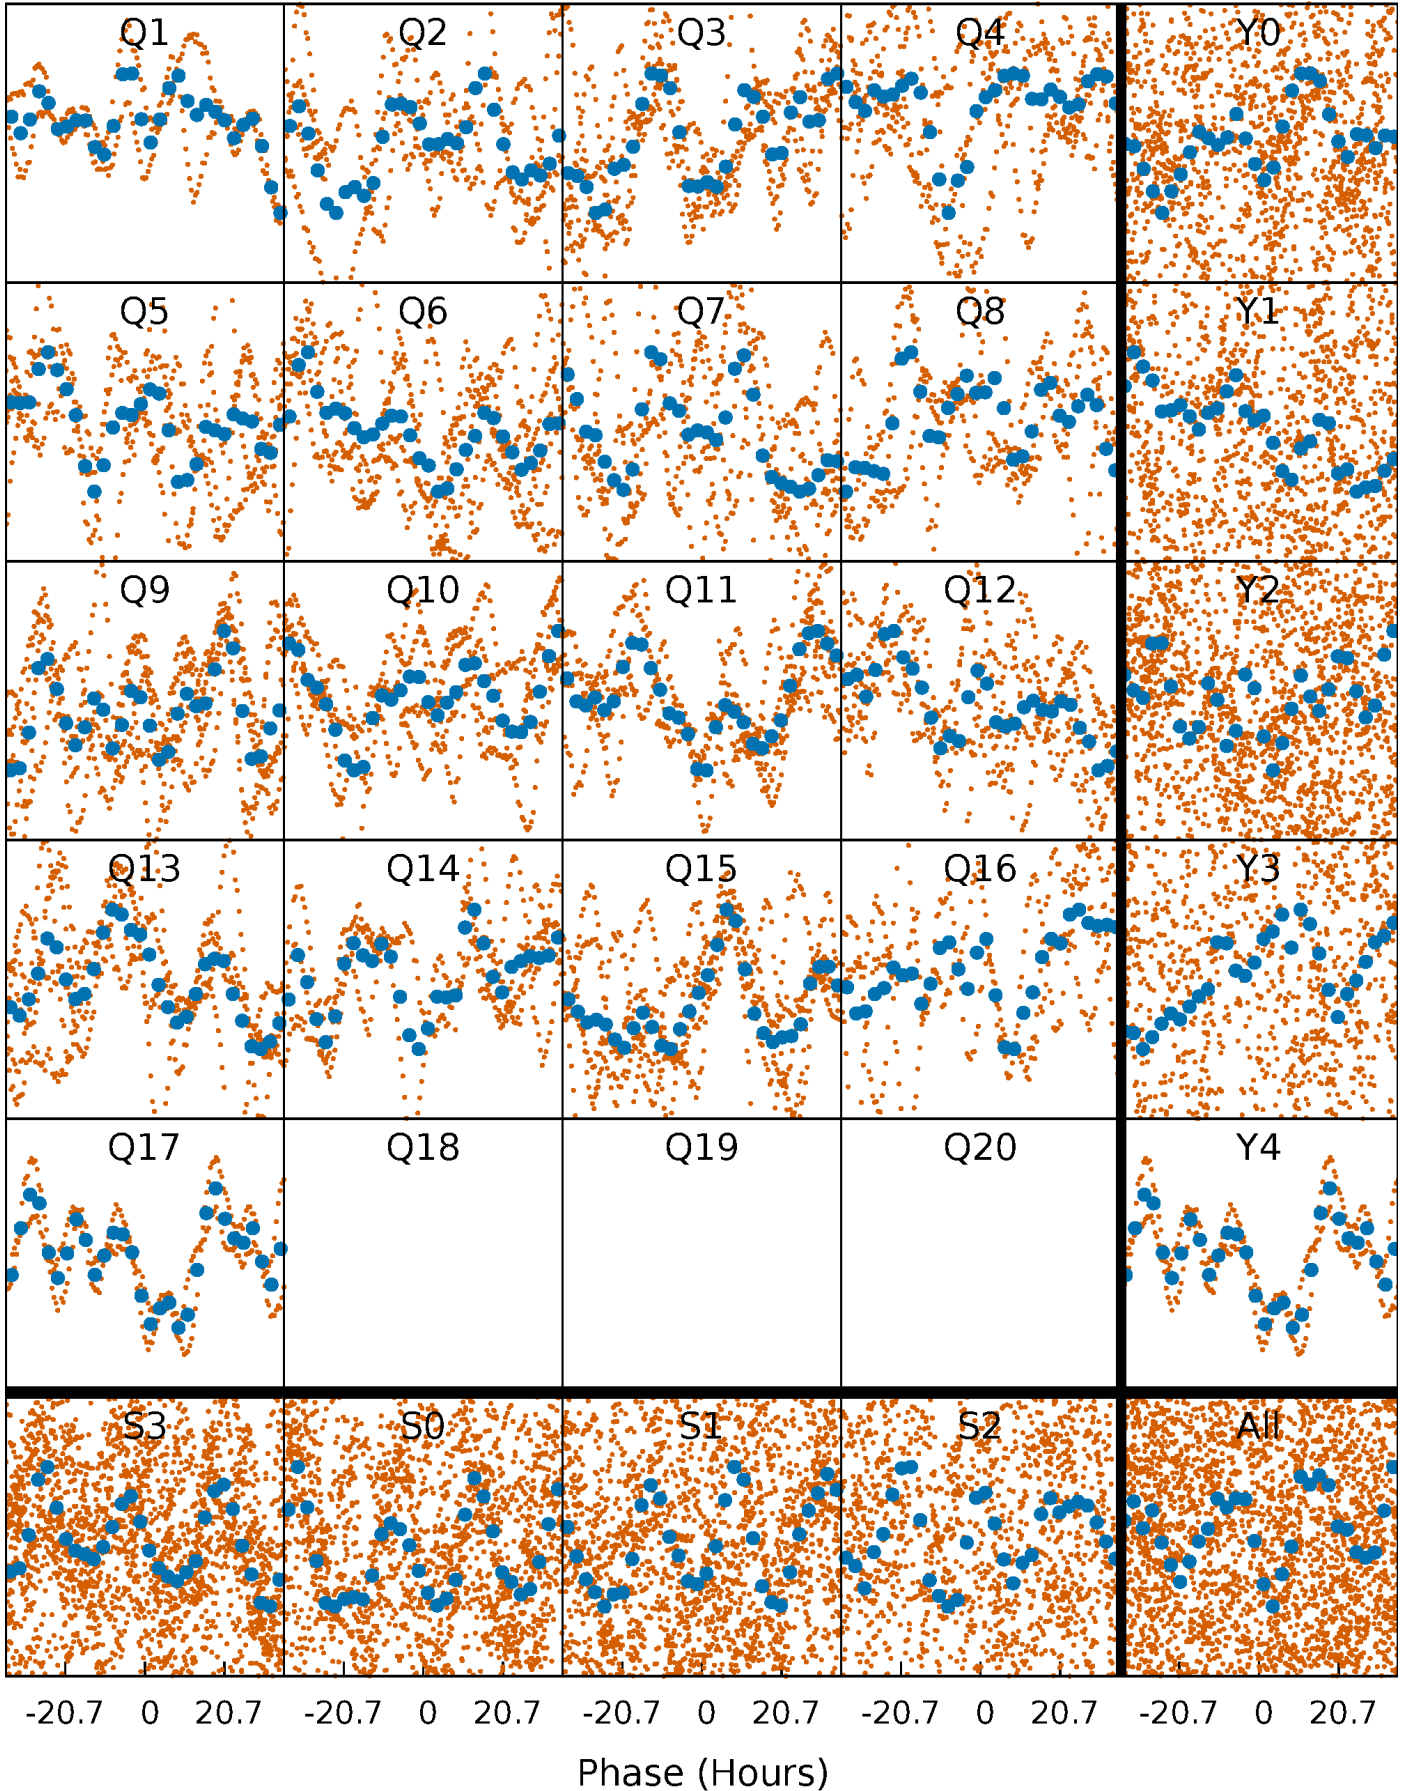 Q1 Q2 Q3 Q4 Y0
Q5 Q6 Q7 Q8 Y1
Q9 Q10 Q11 Q12 Y2
Q13 Q14 Q15 Q16 Y3
Q17 Q18 Q19 Q20 Y4
S3 S0 S1 S2 All
-20.7 0 20.7 -20.7 0 20.7 -20.7 0 20.7 -20.7 0 20.7 -20.7 0 20.7
Phase (Hours)